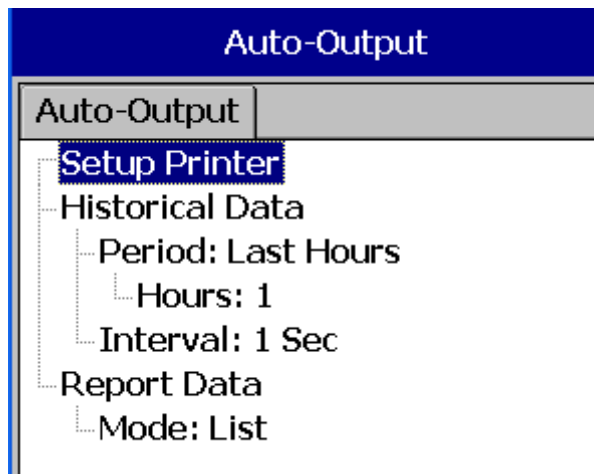 Auto-Output
Auto-Output
Setup Printer
Historical Data
Period: Last Hours
Hours: 1
Interval: 1 Sec
Report Data
Mode: List